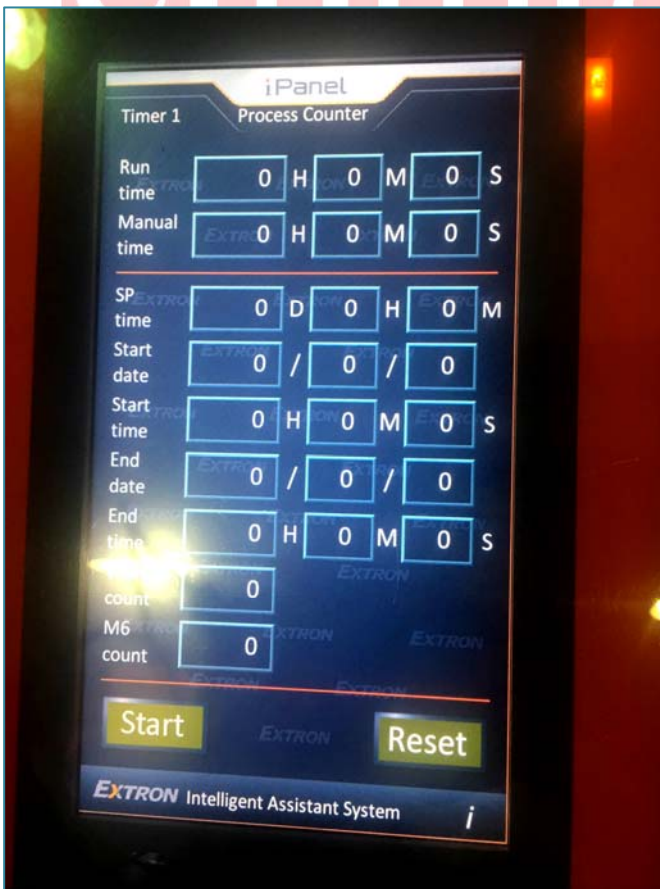 iPanel
Timer 1 Process Counter
Run time 0 H 0 M 0 S
Manual time 0 H 0 M 0 S
SP time 0 D 0 H 0 M
Start date 0 / 0 / 0
Start time 0 H 0 M 0 S
End date 0 / 0 / 0
End time 0 H 0 M 0 S
count 0
M6 count 0
Start Reset
EXTRON Intelligent Assistant System i